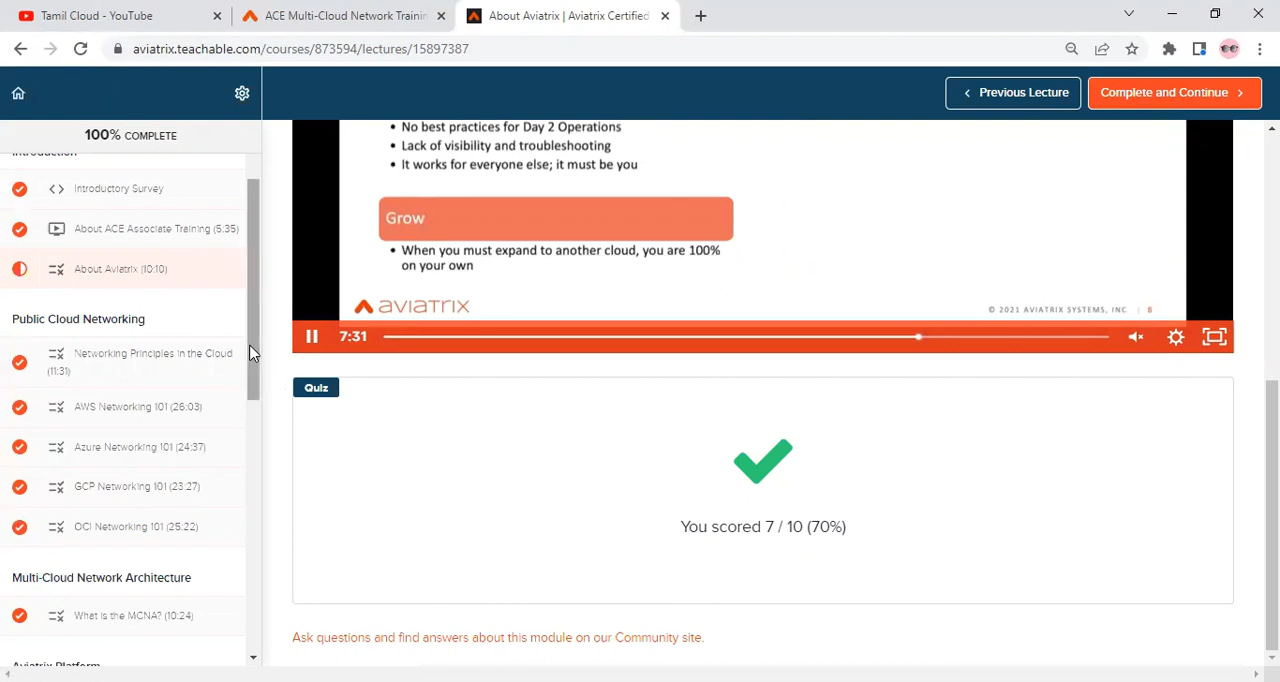 Tamil Cloud - YouTube
ACE Multi-Cloud Network Trainin
About Aviatrix | Aviatrix Certified
aviatrix.teachable.com/courses/873594/lectures/15897387
Previous Lecture
Complete and Continue
100% COMPLETE
Introduction
Introductory Survey
About ACE Associate Training (5:35)
About Aviatrix (10:10)
Public Cloud Networking
Networking Principles in the Cloud
(11:31)
AWS Networking 101 (26:03)
Azure Networking 101 (24:37)
GCP Networking 101 (23:27)
OCI Networking 101 (25:22)
Multi-Cloud Network Architecture
What is the MCNA? (10:24)
Aviatrix Platform
• No best practices for Day 2 Operations
• Lack of visibility and troubleshooting
• It works for everyone else; it must be you
Grow
• When you must expand to another cloud, you are 100%
on your own
AVIATRIX
© 2021 AVIATRIX SYSTEMS, INC | 8
7:31
Quiz
You scored 7 / 10 (70%)
Ask questions and find answers about this module on our Community site.